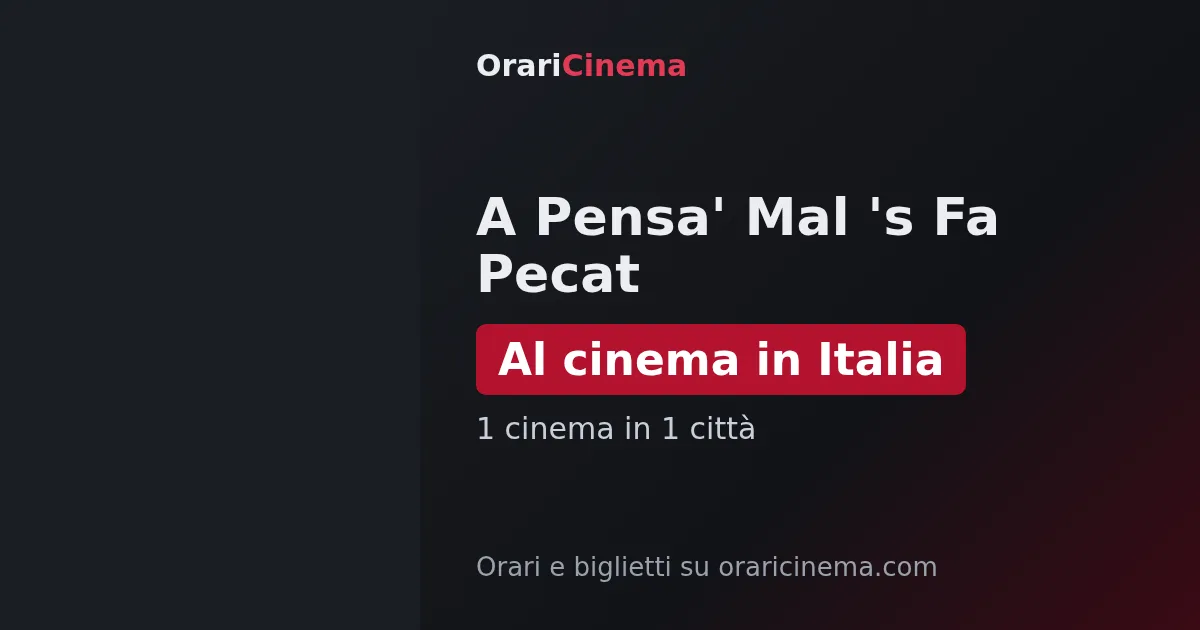 OrariCinema
A Pensa' Mal 's Fa
Pecat
Al cinema in Italia
1 cinema in 1 città
Orari e biglietti su oraricinema.com